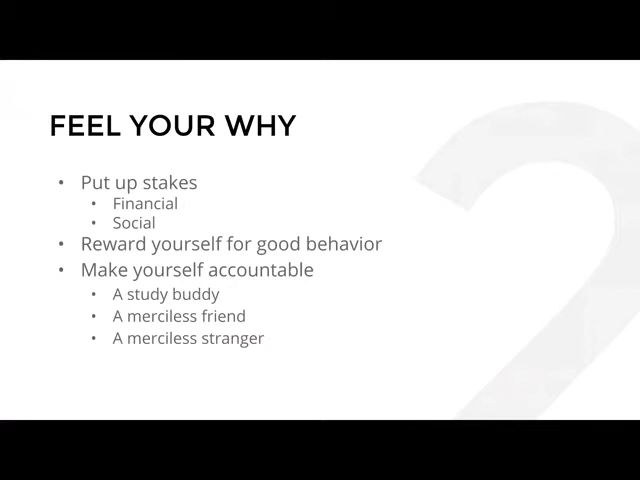 FEEL YOUR WHY
• Put up stakes
• Financial
• Social
• Reward yourself for good behavior
• Make yourself accountable
• A study buddy
• A merciless friend
• A merciless stranger
2